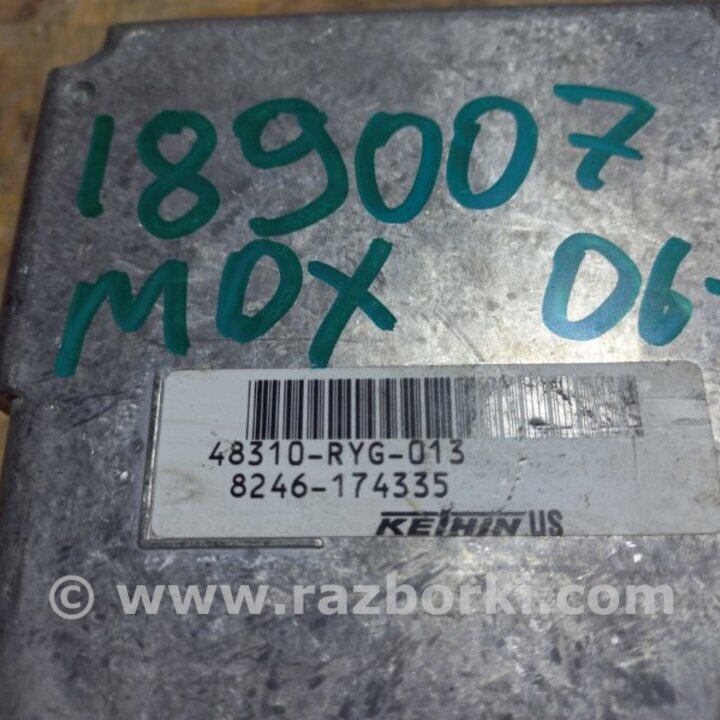 189007
MDX 06-
48310-RYG-013
8246-174335
KEIHIN US
© www.razborki.com